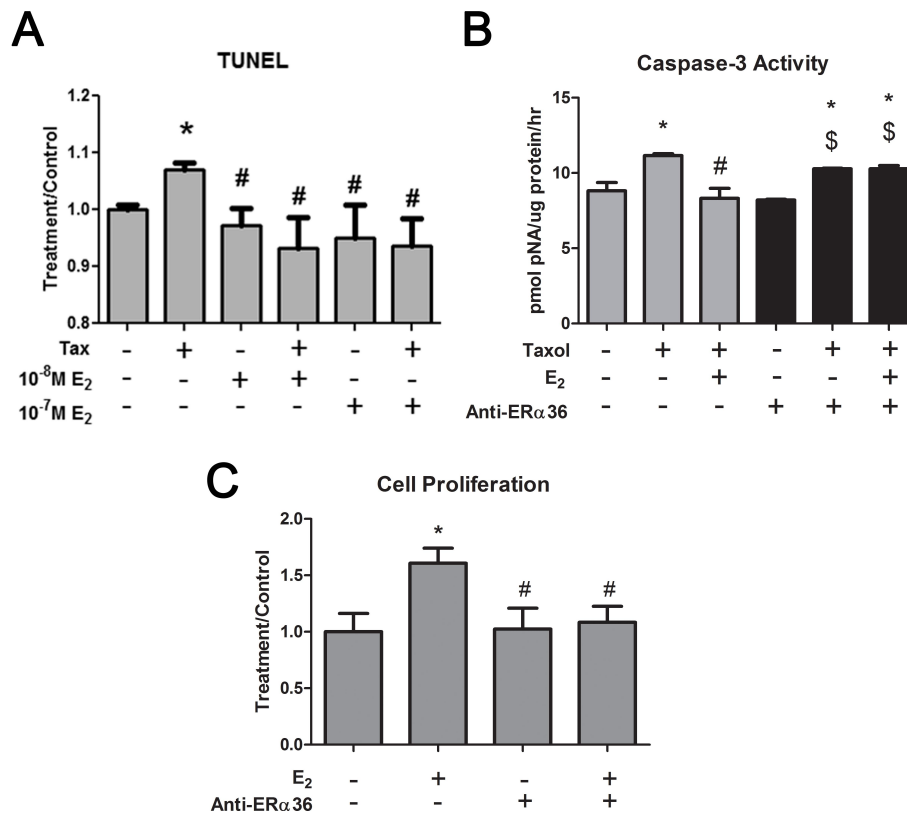 A
TUNEL
Treatment/Control
1.2
1.1
1.0
0.9
0.8
*
#
#
#
#
Tax - + - + - +
10⁻⁸M E₂ - - + + - -
10⁻⁷M E₂ - - - - + +
B
Caspase-3 Activity
pmol pNA/ug protein/hr
15
10
5
0
*
#
* *
$ $
Taxol - + + - + +
E₂ - - + - - +
Anti-ERα36 - - - + + +
C
Cell Proliferation
Treatment/Control
2.0
1.5
1.0
0.5
0.0
*
# #
E₂ - + - +
Anti-ERα36 - - + +